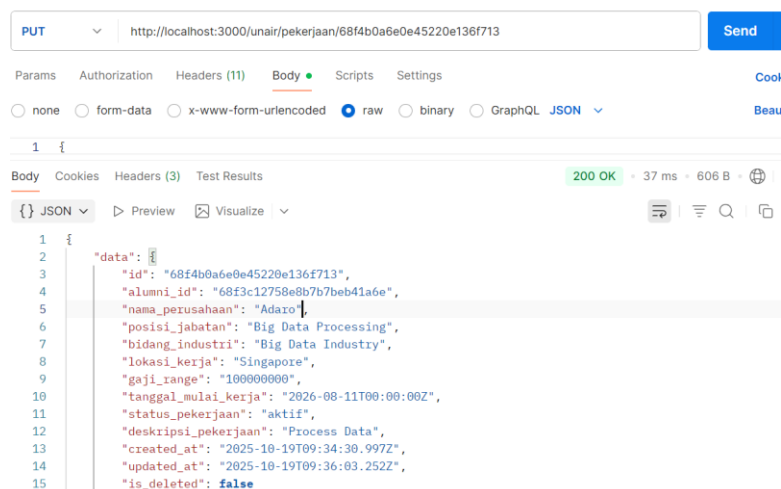 PUT http://localhost:3000/unair/pekerjaan/68f4b0a6e0e45220e136f713 Send
Params Authorization Headers (11) Body Scripts Settings
none form-data x-www-form-urlencoded raw binary GraphQL JSON
1 {
Body Cookies Headers (3) Test Results 200 OK • 37 ms • 606 B
{} JSON Preview Visualize
1 {
2 "data": {
3 "id": "68f4b0a6e0e45220e136f713",
4 "alumni_id": "68f3c12758e8b7b7beb41a6e",
5 "nama_perusahaan": "Adaro",
6 "posisi_jabatan": "Big Data Processing",
7 "bidang_industri": "Big Data Industry",
8 "lokasi_kerja": "Singapore",
9 "gaji_range": "100000000",
10 "tanggal_mulai_kerja": "2026-08-11T00:00:00Z",
11 "status_pekerjaan": "aktif",
12 "deskripsi_pekerjaan": "Process Data",
13 "created_at": "2025-10-19T09:34:30.997Z",
14 "updated_at": "2025-10-19T09:36:03.252Z",
15 "is_deleted": false